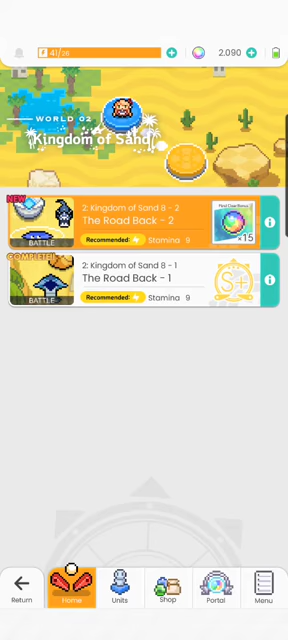 41/28
2.090
WORLD 02
Kingdom of Sand
NEW
2: Kingdom of Sand 8 - 2
The Road Back - 2
First Clear Bonus
×15
BATTLE
Recommended:
Stamina 9
COMPLETE!
2: Kingdom of Sand 8 - 1
The Road Back - 1
S+
BATTLE
Recommended:
Stamina 9
Return
Home
Units
Shop
Portal
Menu